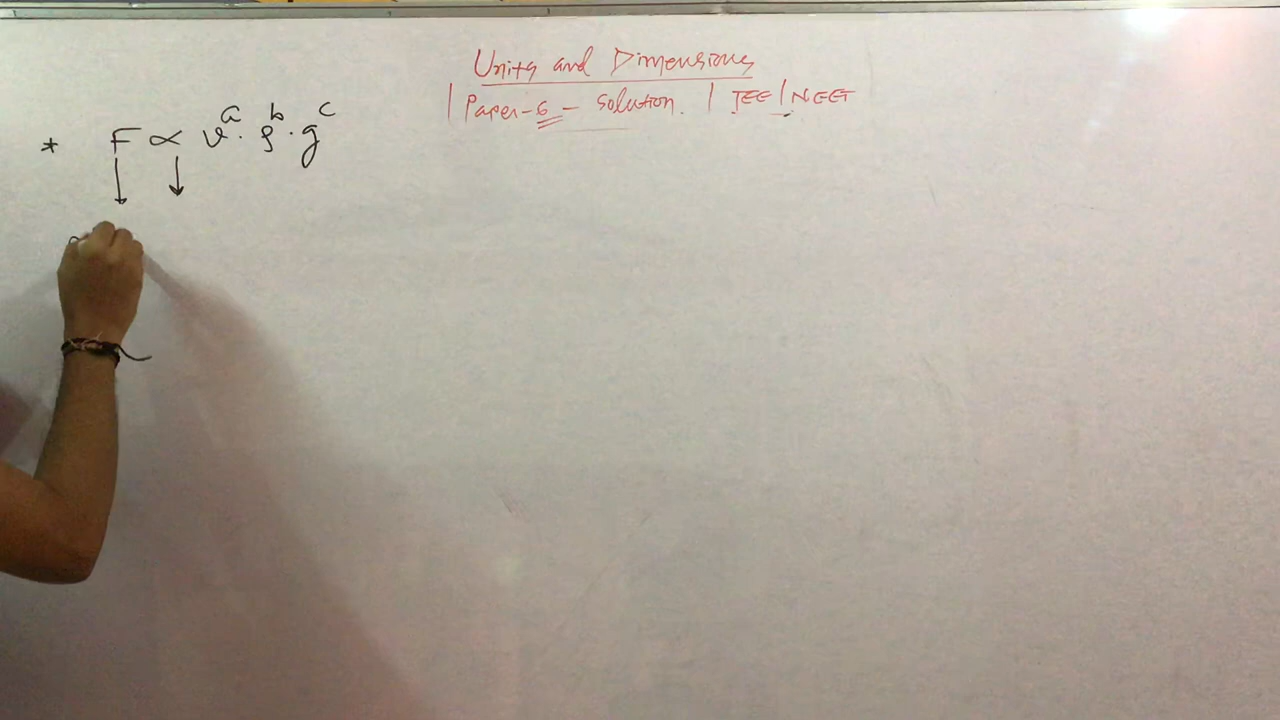 Units and Dimensions
| Paper-6 - Solution. | JEE | NEET
* F ∝ v^a · ρ^b · g^c